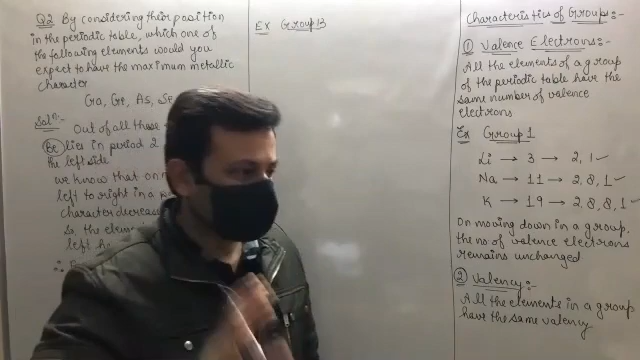 Q2 By considering their position
in the periodic table, which one of
the following elements would you
expect to have the maximum metallic
character
Ga, Ge, As, Se
Solⁿ:- Out of all these
Be lies in period 2
the left side
we know that on
left to right in a
character decreas
So, the elem
left ha
∴
Ex Group 13
Characteristics of Groups:-
① Valence Electrons:-
All the elements of a group
of the periodic table have the
same number of valence
electrons
Ex Group 1
Li → 3 → 2, 1 ✓
Na → 11 → 2, 8, 1 ✓
K → 19 → 2, 8, 8, 1 ✓
On moving down in a group,
the no of valence electrons
remains unchanged
② Valency:-
All the elements in a group
have the same valency